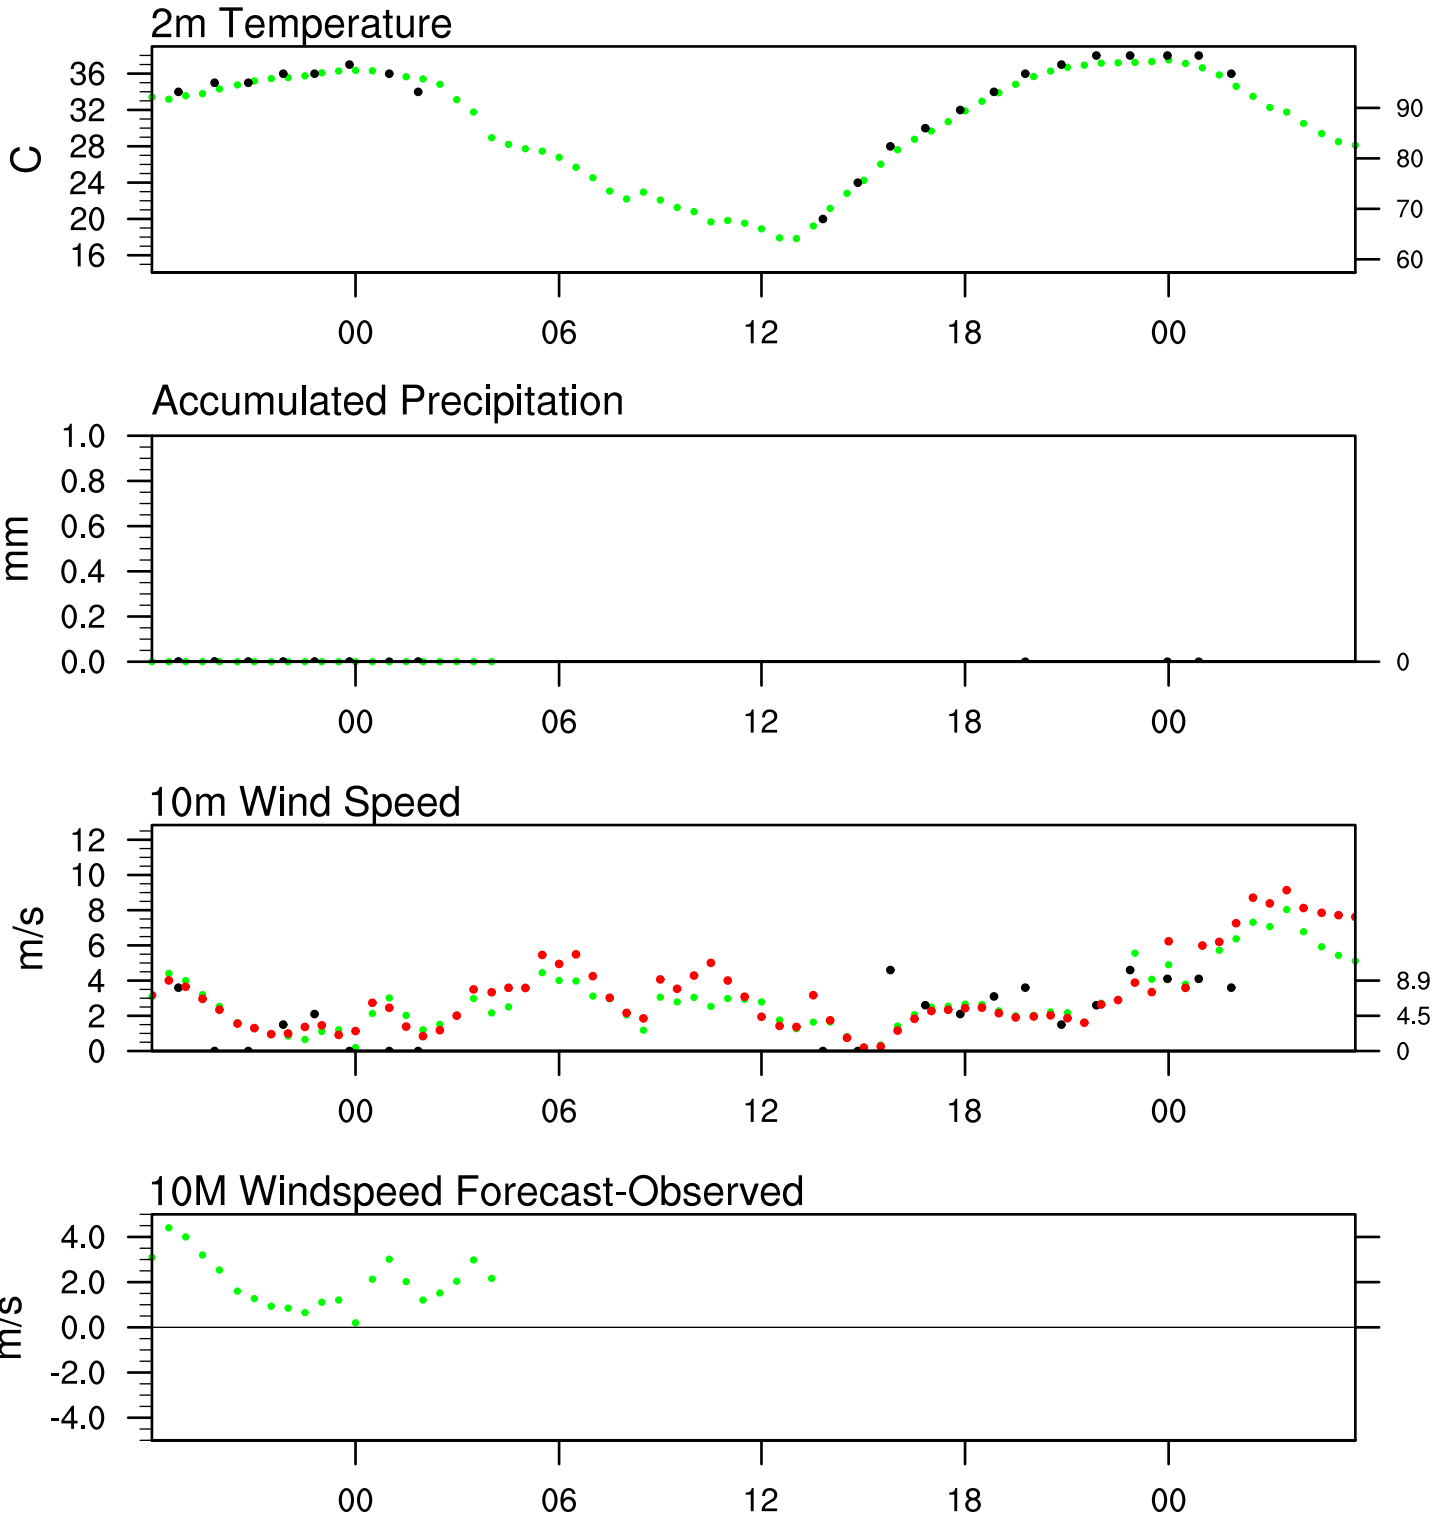 2m Temperature
36
32
28
24
20
16
C
90
80
70
60
00 06 12 18 00
Accumulated Precipitation
1.0
0.8
0.6
0.4
0.2
0.0
mm
0
00 06 12 18 00
10m Wind Speed
12
10
8
6
4
2
0
m/s
8.9
4.5
0
00 06 12 18 00
10M Windspeed Forecast-Observed
4.0
2.0
0.0
-2.0
-4.0
m/s
00 06 12 18 00